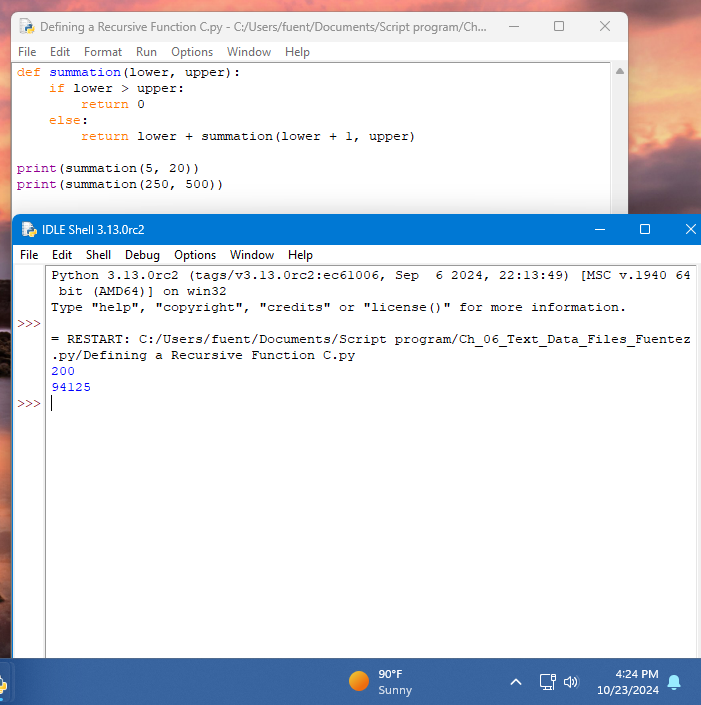 Defining a Recursive Function C.py - C:/Users/fuent/Documents/Script program/Ch...
File Edit Format Run Options Window Help
def summation(lower, upper):
    if lower > upper:
        return 0
    else:
        return lower + summation(lower + 1, upper)
print(summation(5, 20))
print(summation(250, 500))
IDLE Shell 3.13.0rc2
File Edit Shell Debug Options Window Help
Python 3.13.0rc2 (tags/v3.13.0rc2:ec61006, Sep  6 2024, 22:13:49) [MSC v.1940 64
 bit (AMD64)] on win32
Type "help", "copyright", "credits" or "license()" for more information.
>>>
= RESTART: C:/Users/fuent/Documents/Script program/Ch_06_Text_Data_Files_Fuentez
.py/Defining a Recursive Function C.py
200
94125
>>>
90°F
Sunny
4:24 PM
10/23/2024